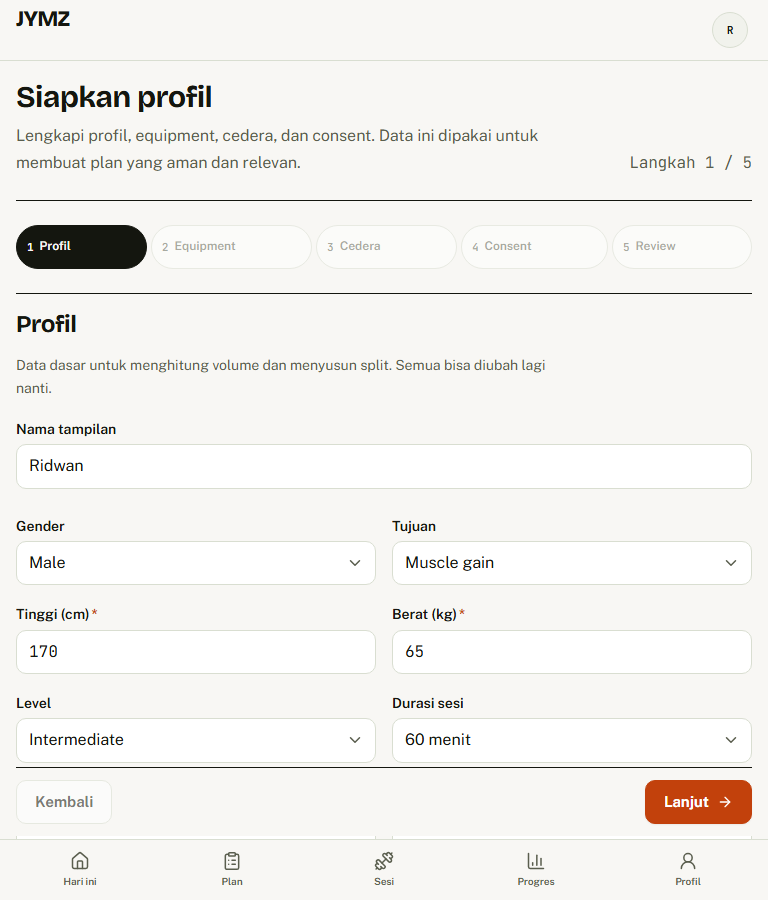 JYMZ
R
Siapkan profil
Lengkapi profil, equipment, cedera, dan consent. Data ini dipakai untuk
membuat plan yang aman dan relevan.
Langkah 1 / 5
1 Profil
2 Equipment
3 Cedera
4 Consent
5 Review
Profil
Data dasar untuk menghitung volume dan menyusun split. Semua bisa diubah lagi
nanti.
Nama tampilan
Ridwan
Gender
Tujuan
Male
Muscle gain
Tinggi (cm)*
Berat (kg)*
170
65
Level
Durasi sesi
Intermediate
60 menit
Kembali
Lanjut →
Hari ini
Plan
Sesi
Progres
Profil